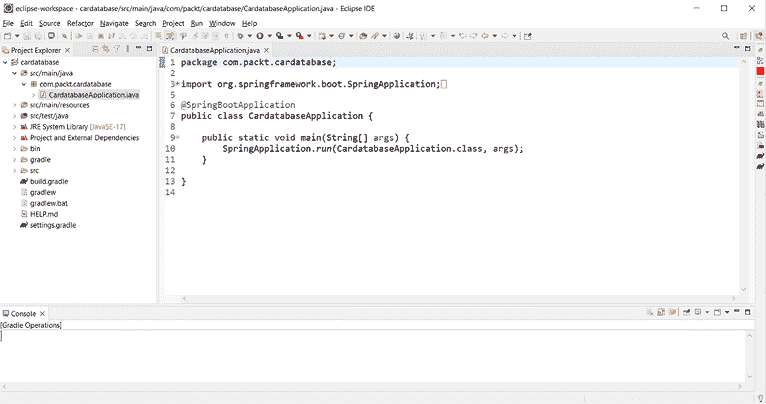 eclipse-workspace - cardatabase/src/main/java/com/packt/cardatabase/CardatabaseApplication.java - Eclipse IDE
File Edit Source Refactor Navigate Search Project Run Window Help
Project Explorer
cardatabase
src/main/java
com.packt.cardatabase
CardatabaseApplication.java
src/main/resources
src/test/java
JRE System Library [JavaSE-17]
Project and External Dependencies
bin
gradle
src
build.gradle
gradlew
gradlew.bat
HELP.md
settings.gradle
CardatabaseApplication.java
1 package com.packt.cardatabase;
2
3 import org.springframework.boot.SpringApplication;
5
6 @SpringBootApplication
7 public class CardatabaseApplication {
8
9 public static void main(String[] args) {
10 SpringApplication.run(CardatabaseApplication.class, args);
11 }
12
13 }
14
Console
[Gradle Operations]